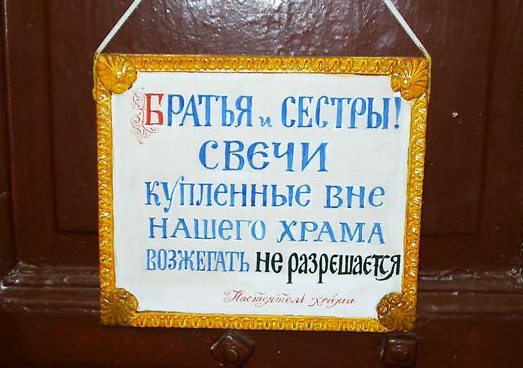 Братья и сестры!
свечи
купленные вне
нашего храма
возжегать не разрешается
Настоятель храма